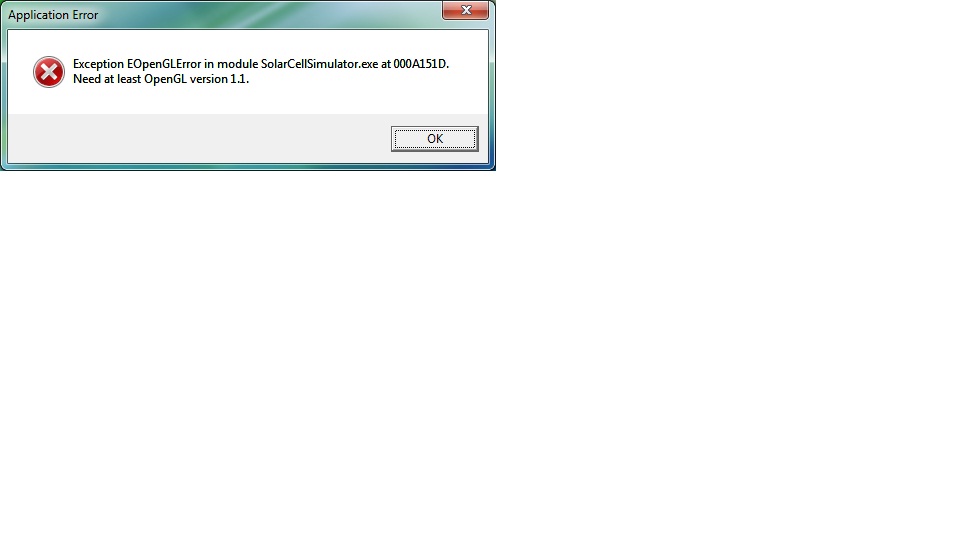 Application Error
Exception EOpenGLError in module SolarCellSimulator.exe at 000A151D.
Need at least OpenGL version 1.1.
OK